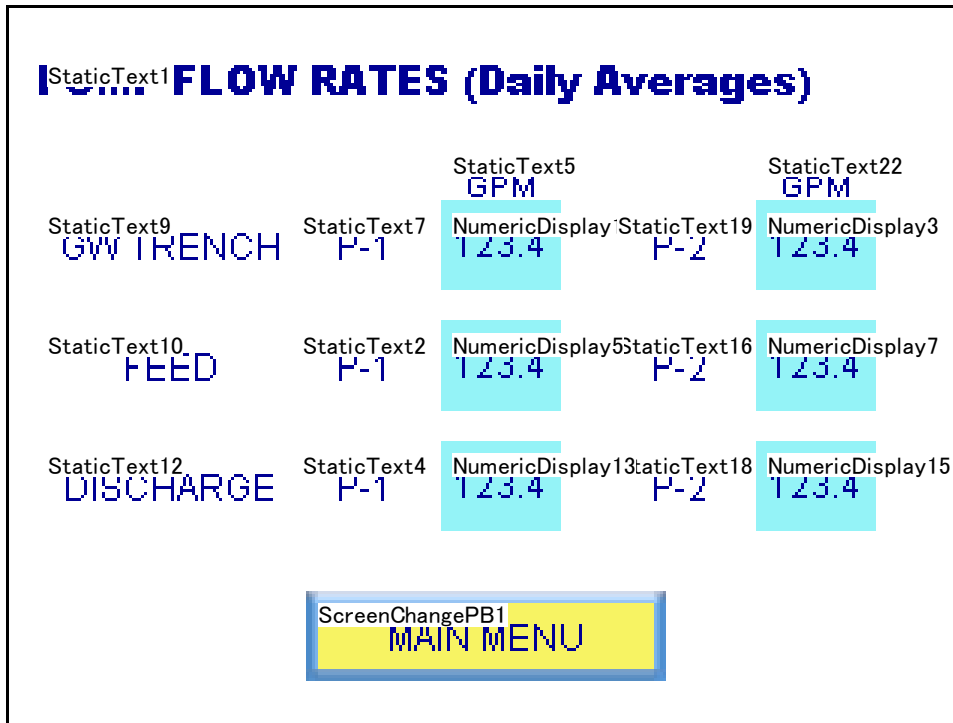 StaticText1
FLOW RATES (Daily Averages)
StaticText5 StaticText22
GPM GPM
StaticText9 StaticText7 NumericDisplay StaticText19 NumericDisplay3
GW TRENCH P-1 123.4 P-2 123.4
StaticText10 StaticText2 NumericDisplay5 StaticText16 NumericDisplay7
FEED P-1 123.4 P-2 123.4
StaticText12 StaticText4 NumericDisplay13 taticText18 NumericDisplay15
DISCHARGE P-1 123.4 P-2 123.4
ScreenChangePB1
MAIN MENU